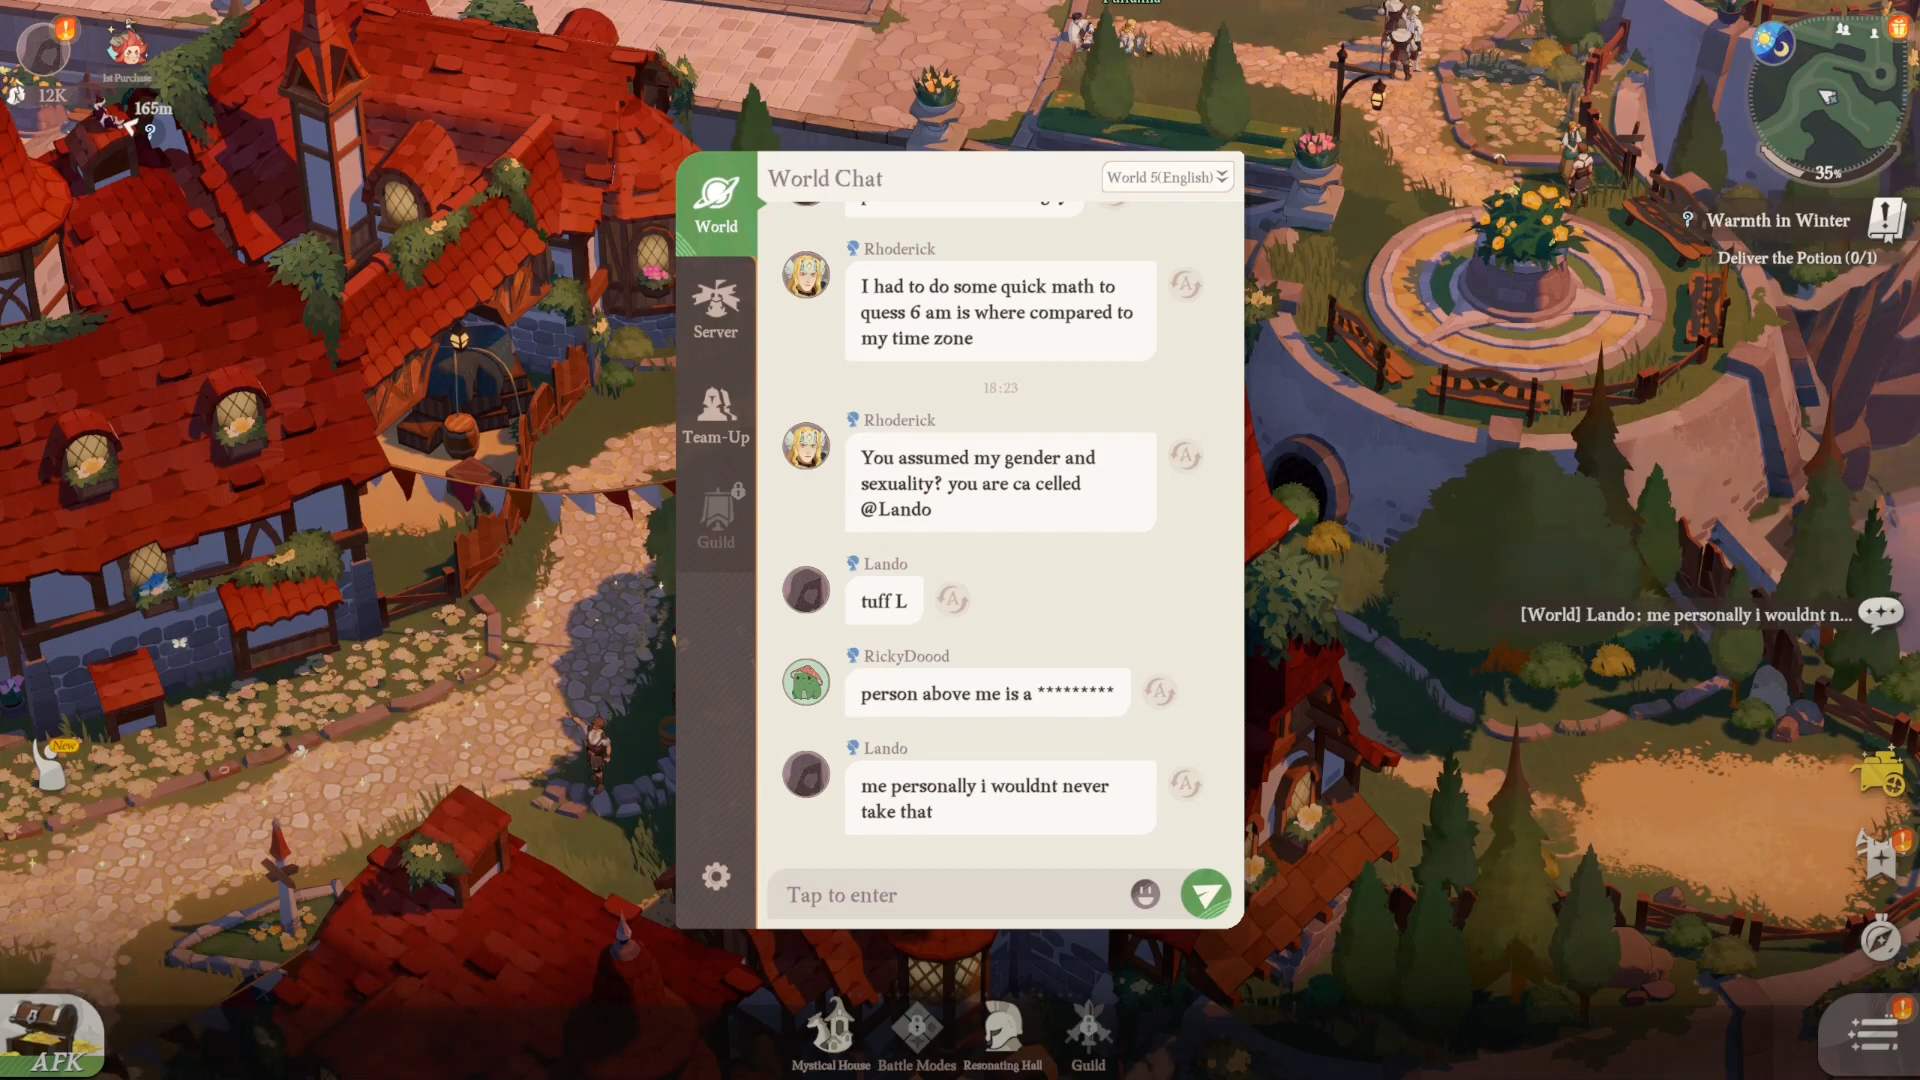 1st Purchase
12K
165m
35%
Warmth in Winter
Deliver the Potion (0/1)
World
Server
Team-Up
Guild
World Chat
World 5(English)
Rhoderick
I had to do some quick math to
quess 6 am is where compared to
my time zone
18:23
Rhoderick
You assumed my gender and
sexuality? you are ca celled
@Lando
Lando
tuff L
RickyDoood
person above me is a *********
Lando
me personally i wouldnt never
take that
Tap to enter
[World] Lando: me personally i wouldnt n...
New
AFK
Mystical House
Battle Modes
Resonating Hall
Guild